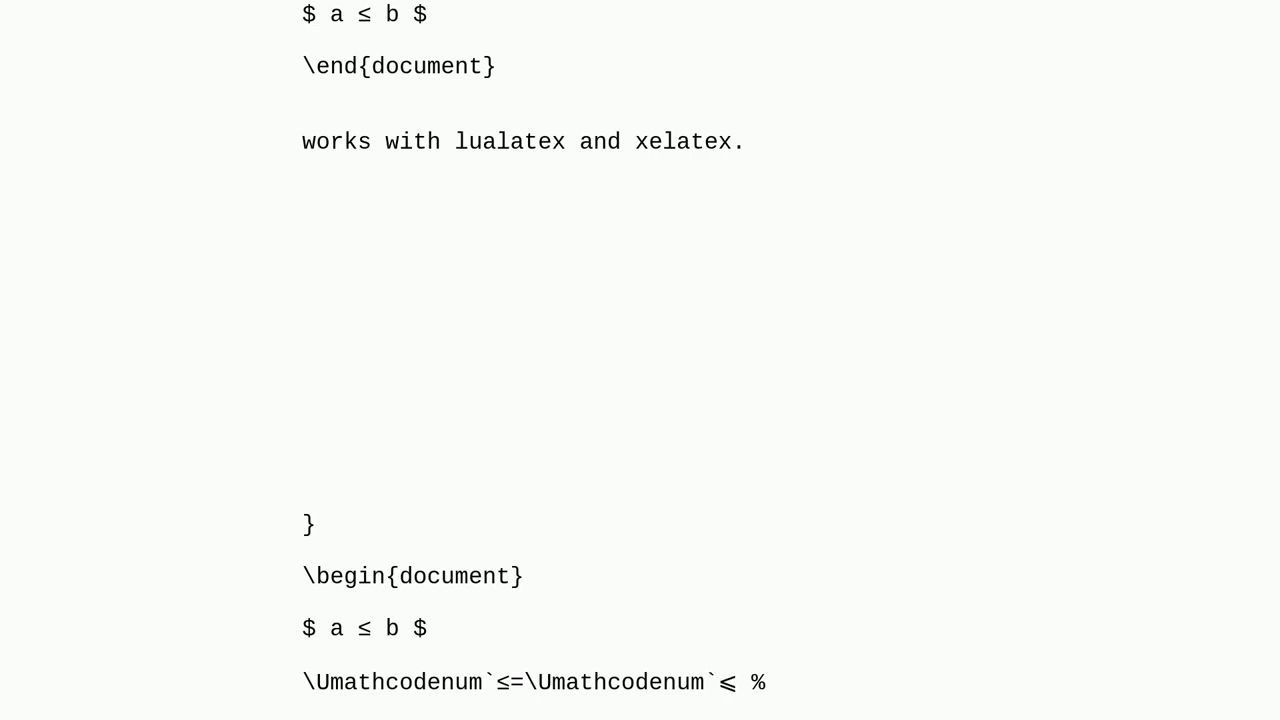 $ a ≤ b $
\end{document}
works with lualatex and xelatex.
}
\begin{document}
$ a ≤ b $
\Umathcodenum`≤=\Umathcodenum`⩽ %